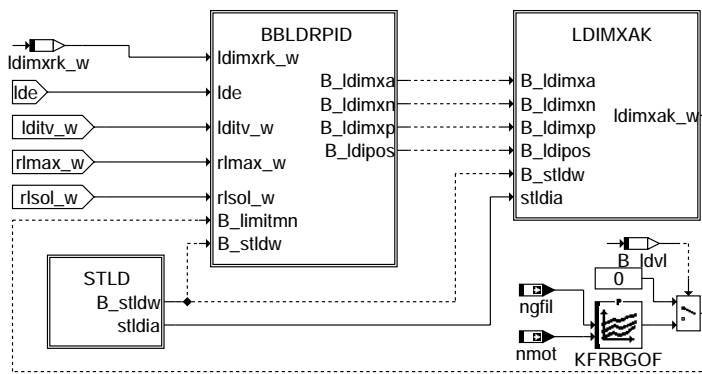 BBLDRPID
LDIMXAK
ldimxrk_w
ldimxrk_w
B_ldimxa
B_ldimxa
lde
lde
B_ldimxn
B_ldimxn
ldimxak_w
lditv_w
lditv_w
B_ldimxp
B_ldimxp
B_ldipos
B_ldipos
rlmax_w
rlmax_w
B_stldw
rlsol_w
rlsol_w
stldia
B_limitmn
B_stldw
STLD
B_stldw
stldia
B_ldvl
0
ngfil
P
nmot
KFRBGOF